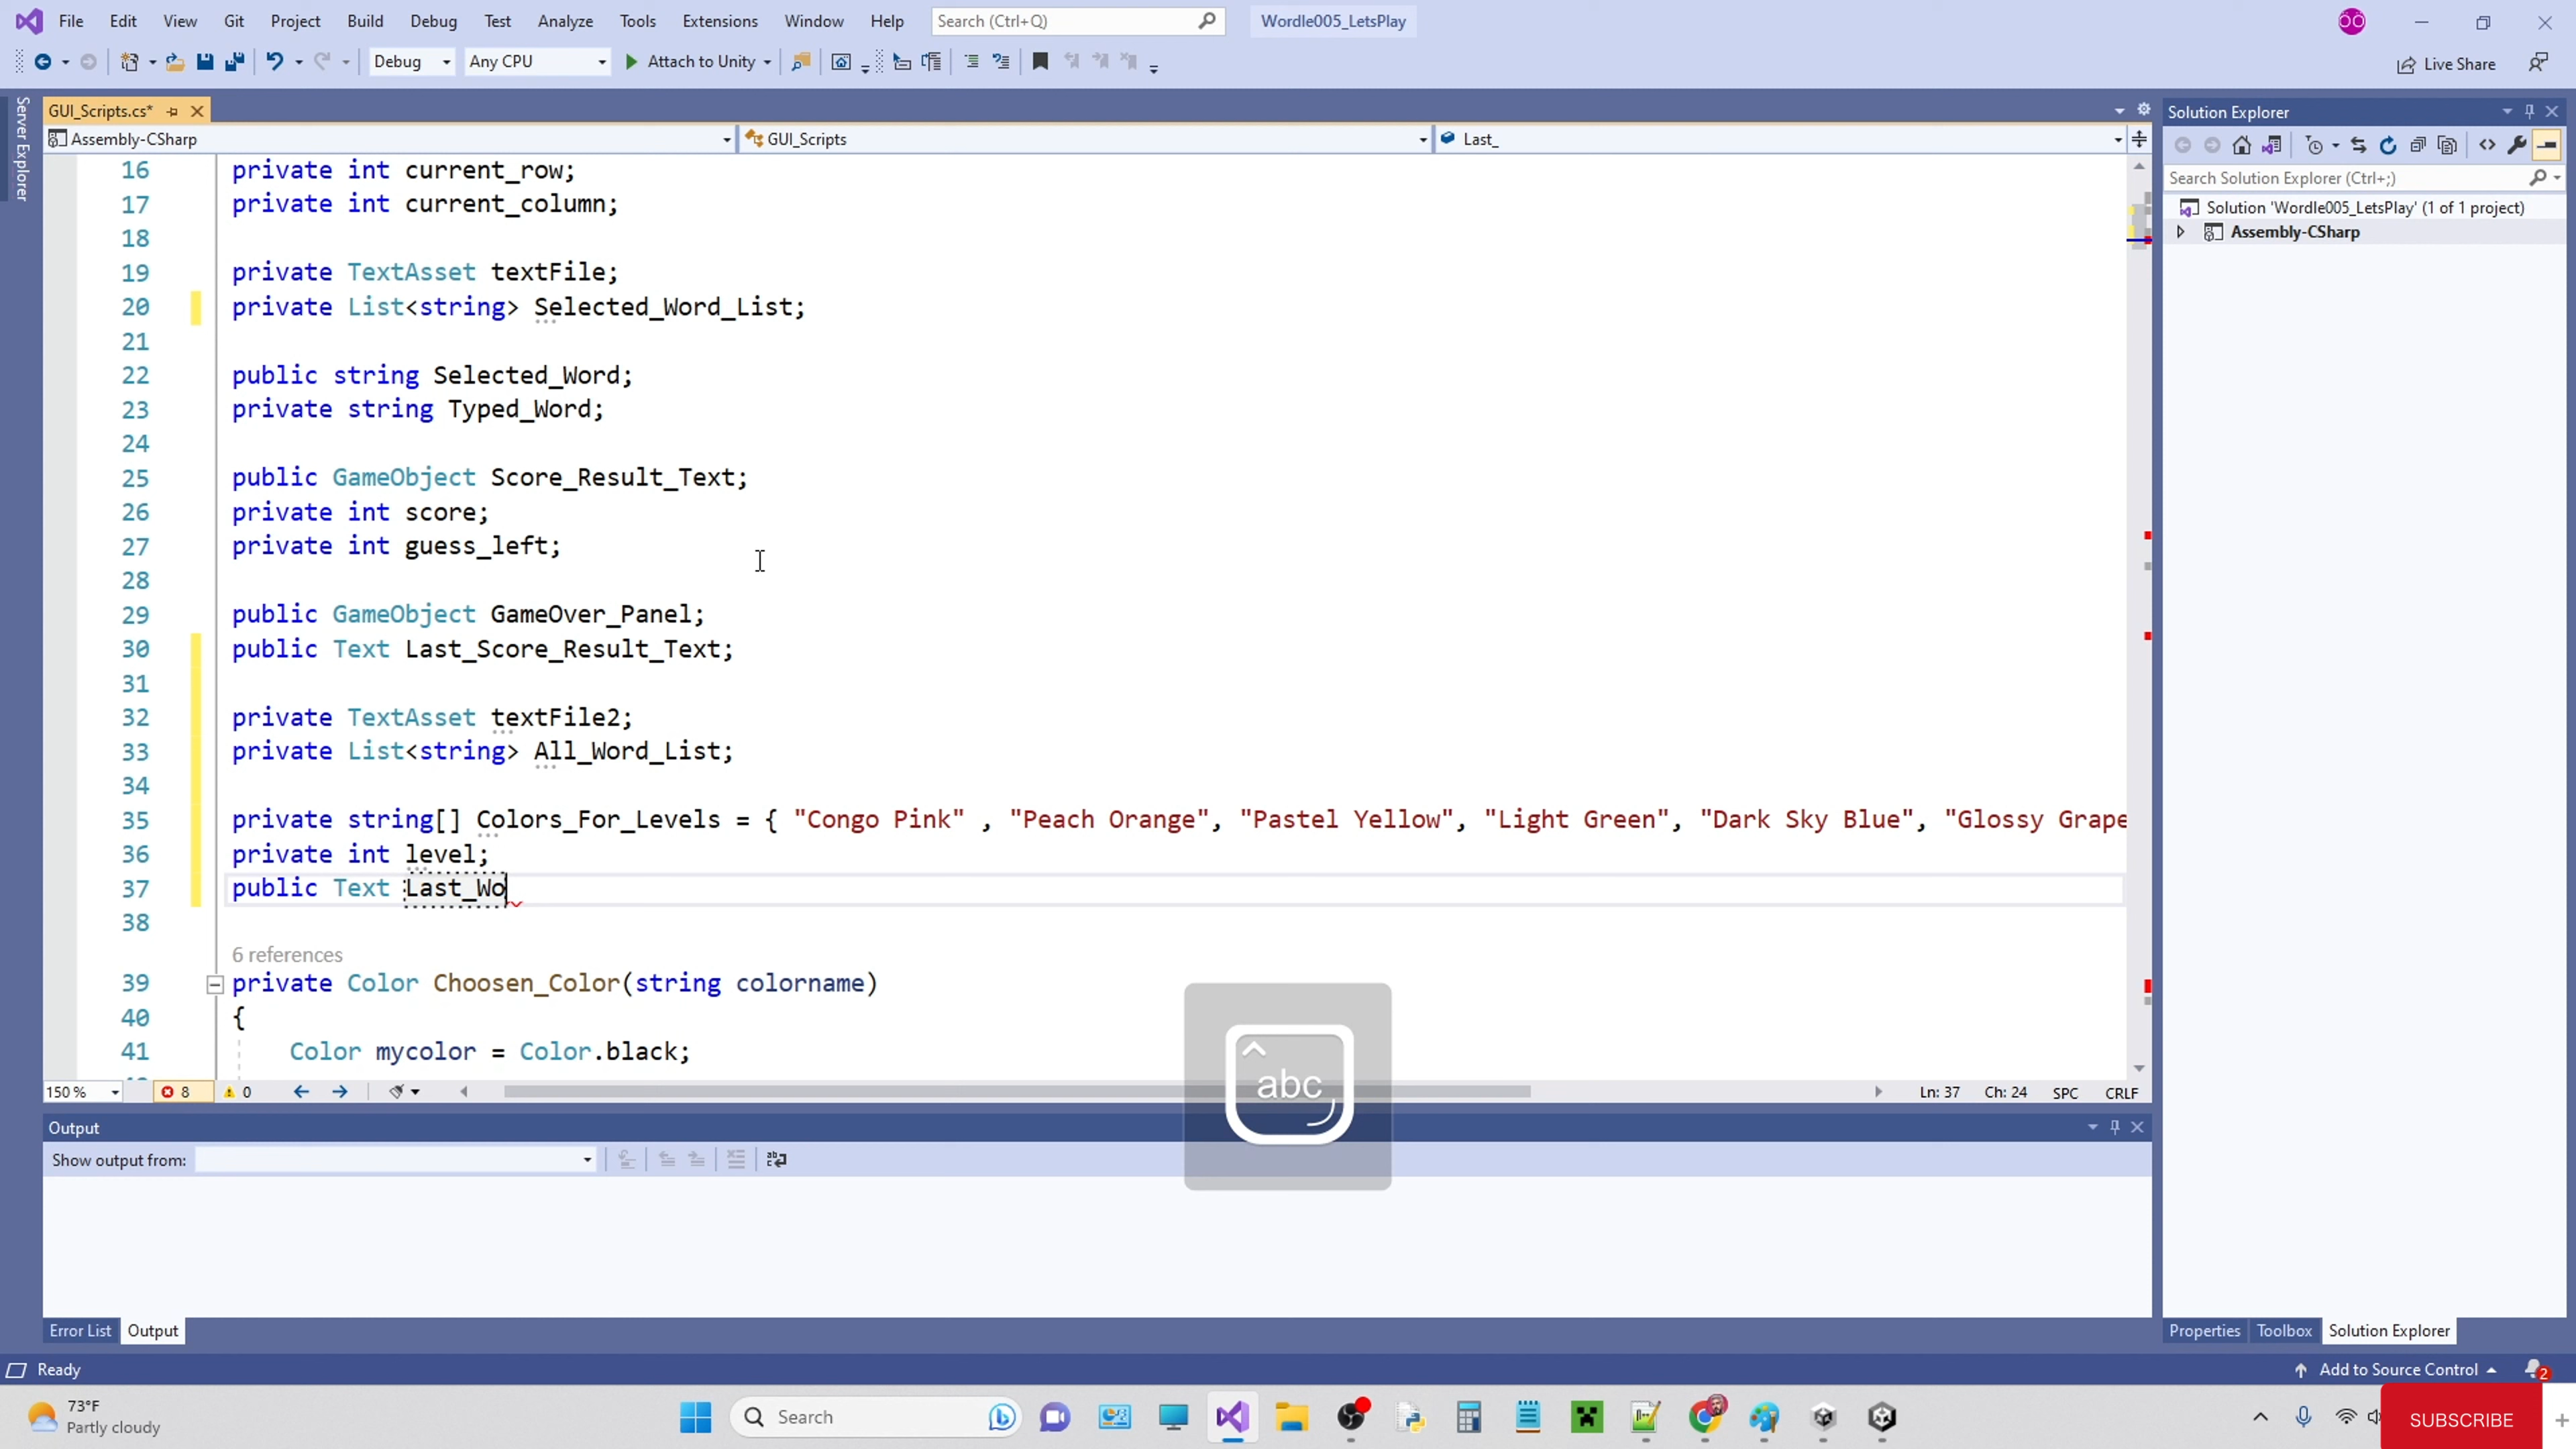 File Edit View Git Project Build Debug Test Analyze Tools Extensions Window Help Search (Ctrl+Q) Wordle005_LetsPlay
Debug Any CPU Attach to Unity Live Share
Server Explorer
GUI_Scripts.cs*
Assembly-CSharp GUI_Scripts Last_
16 private int current_row;
17 private int current_column;
18
19 private TextAsset textFile;
20 private List<string> Selected_Word_List;
21
22 public string Selected_Word;
23 private string Typed_Word;
24
25 public GameObject Score_Result_Text;
26 private int score;
27 private int guess_left;
28
29 public GameObject GameOver_Panel;
30 public Text Last_Score_Result_Text;
31
32 private TextAsset textFile2;
33 private List<string> All_Word_List;
34
35 private string[] Colors_For_Levels = { "Congo Pink" , "Peach Orange", "Pastel Yellow", "Light Green", "Dark Sky Blue", "Glossy Grape
36 private int level;
37 public Text Last_Wo
38
6 references
39 private Color Choosen_Color(string colorname)
40 {
41 Color mycolor = Color.black;
abc
150 % 8 0 Ln: 37 Ch: 24 SPC CRLF
Output
Show output from:
Error List Output
Solution Explorer
Search Solution Explorer (Ctrl+;)
Solution 'Wordle005_LetsPlay' (1 of 1 project)
Assembly-CSharp
Properties Toolbox Solution Explorer
Ready Add to Source Control 2
73°F
Partly cloudy
Search
SUBSCRIBE